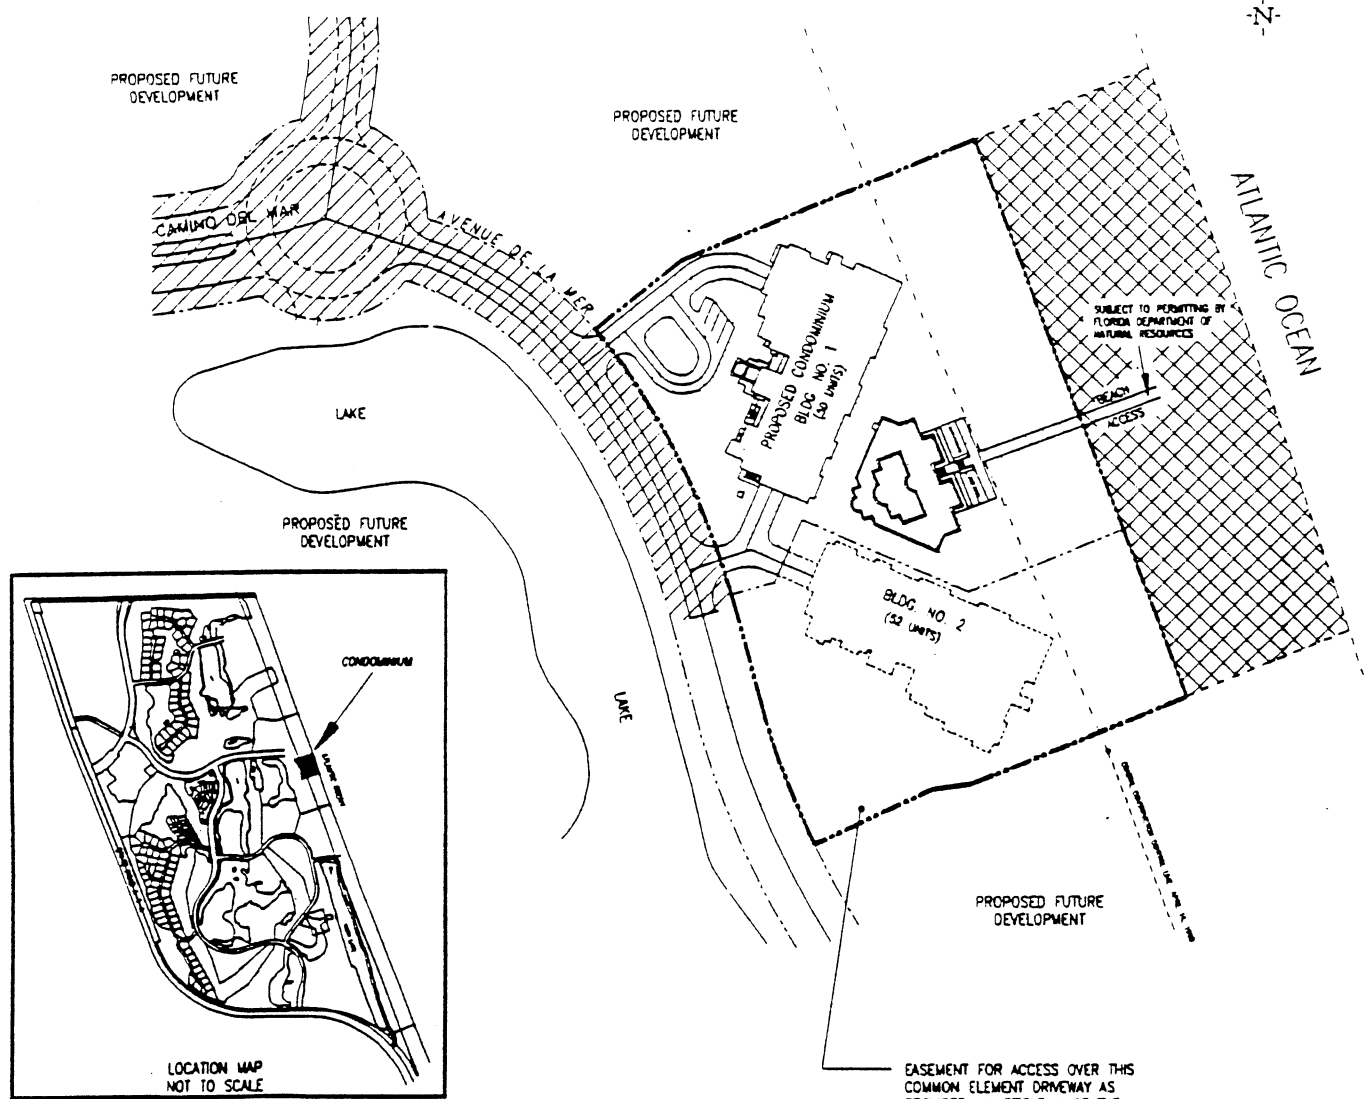 -N-
PROPOSED FUTURE
DEVELOPMENT
PROPOSED FUTURE
DEVELOPMENT
ATLANTIC OCEAN
CAMINO DEL MAR
AVENUE DE LA MER
SUBJECT TO PERMITTING BY
FLORIDA DEPARTMENT OF
NATURAL RESOURCES
PROPOSED CONDOMINIUM
BLDG NO. 1
(50 UNITS)
BEACH
ACCESS
LAKE
PROPOSED FUTURE
DEVELOPMENT
BLDG. NO. 2
(52 UNITS)
CONDOMINIUM
LAKE
PROPOSED FUTURE
DEVELOPMENT
LOCATION MAP
NOT TO SCALE
EASEMENT FOR ACCESS OVER THIS
COMMON ELEMENT DRIVEWAY AS